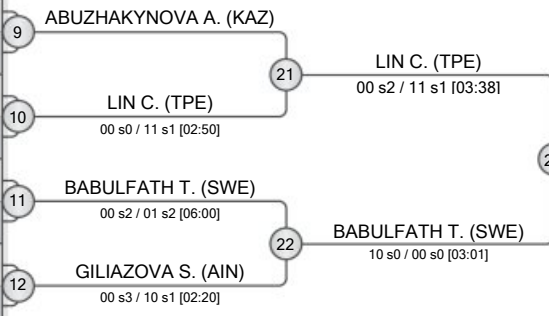 9
ABUZHAKYNOVA A. (KAZ)
21
LIN C. (TPE)
00 s2 / 11 s1 [03:38]
10
LIN C. (TPE)
00 s0 / 11 s1 [02:50]
11
BABULFATH T. (SWE)
00 s2 / 01 s2 [06:00]
22
BABULFATH T. (SWE)
10 s0 / 00 s0 [03:01]
12
GILIAZOVA S. (AIN)
00 s3 / 10 s1 [02:20]